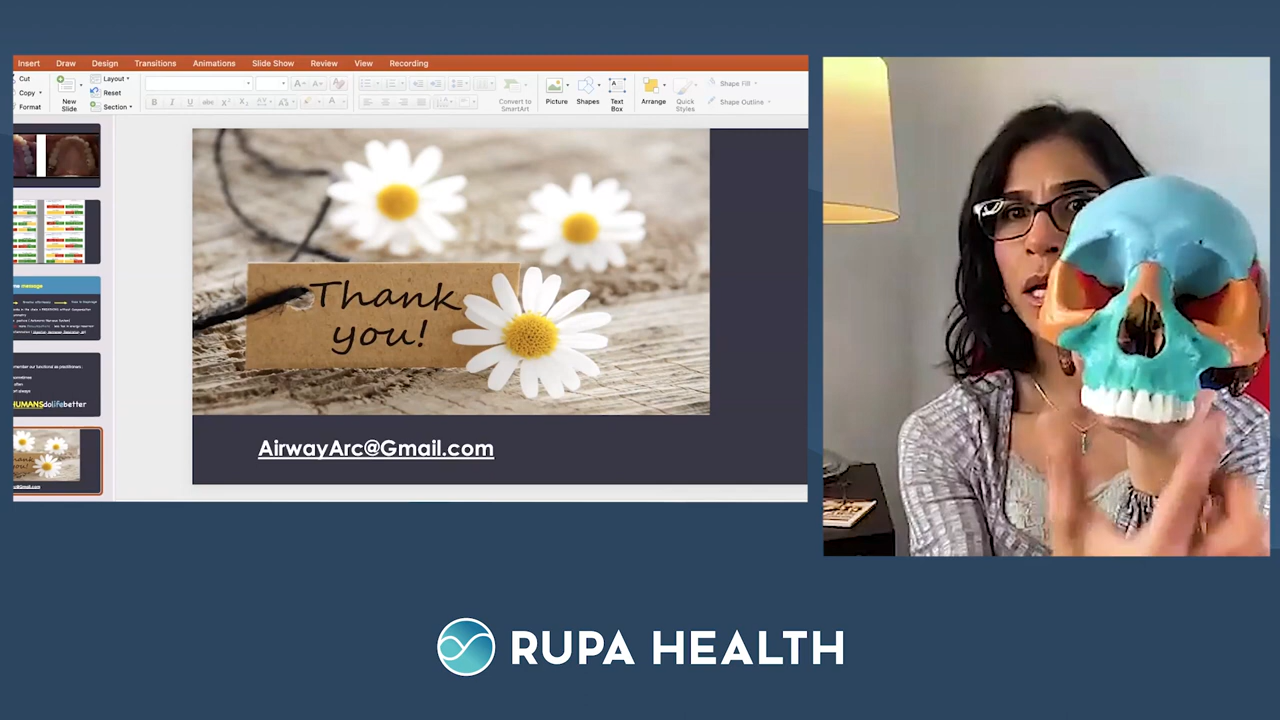 Insert Draw Design Transitions Animations Slide Show Review View Recording
Cut
Copy
Format
New
Slide
Layout
Reset
Section
Convert to
SmartArt
Picture
Shapes
Text
Box
Arrange
Quick
Styles
Shape Fill
Shape Outline
Thank
you!
AirwayArc@Gmail.com
message
HUMANSdolifebetter
RUPA HEALTH